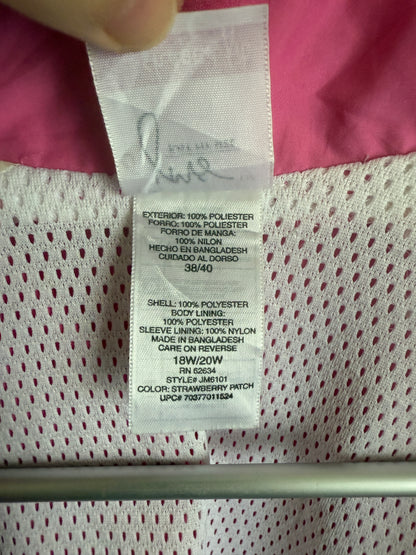 EXTERIOR: 100% POLIESTER
FORRO: 100% POLIESTER
FORRO DE MANGA:
100% NILON
HECHO EN BANGLADESH
CUIDADO AL DORSO
38/40
SHELL: 100% POLYESTER
BODY LINING:
100% POLYESTER
SLEEVE LINING: 100% NYLON
MADE IN BANGLADESH
CARE ON REVERSE
18W/20W
RN 62634
STYLE# JM6101
COLOR: STRAWBERRY PATCH
UPC# 70377011524